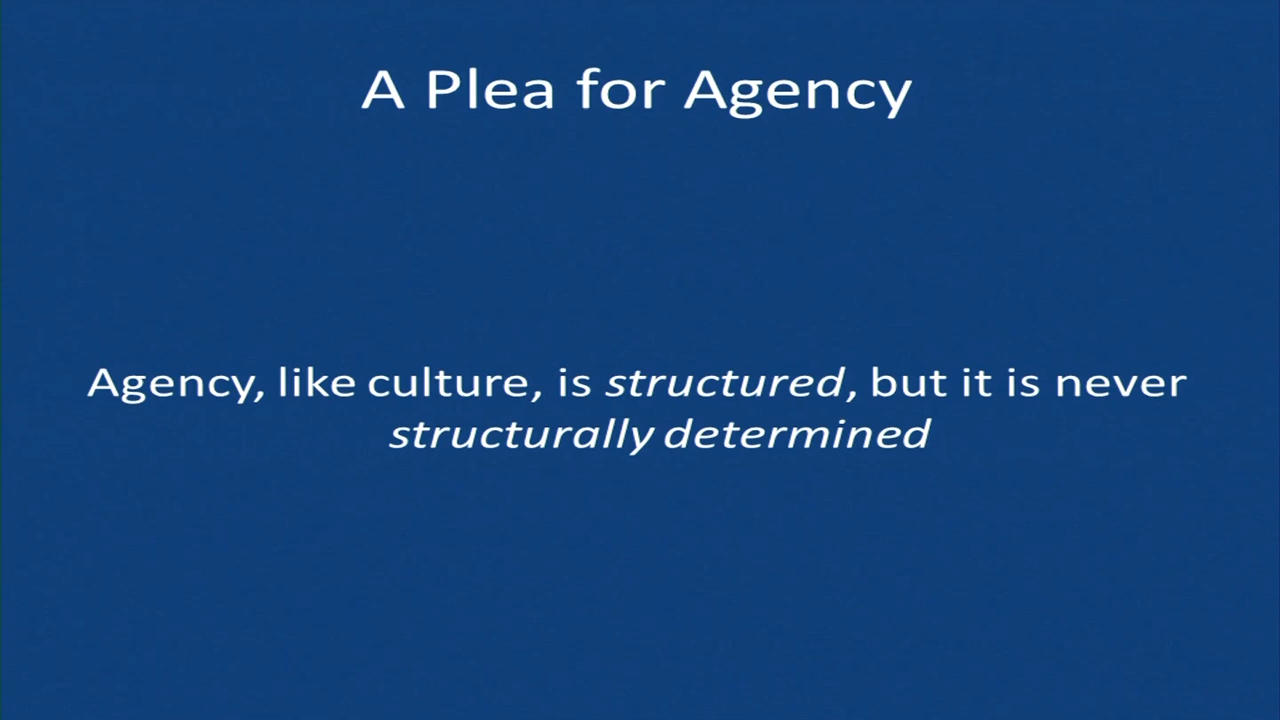 A Plea for Agency
Agency, like culture, is structured, but it is never
structurally determined